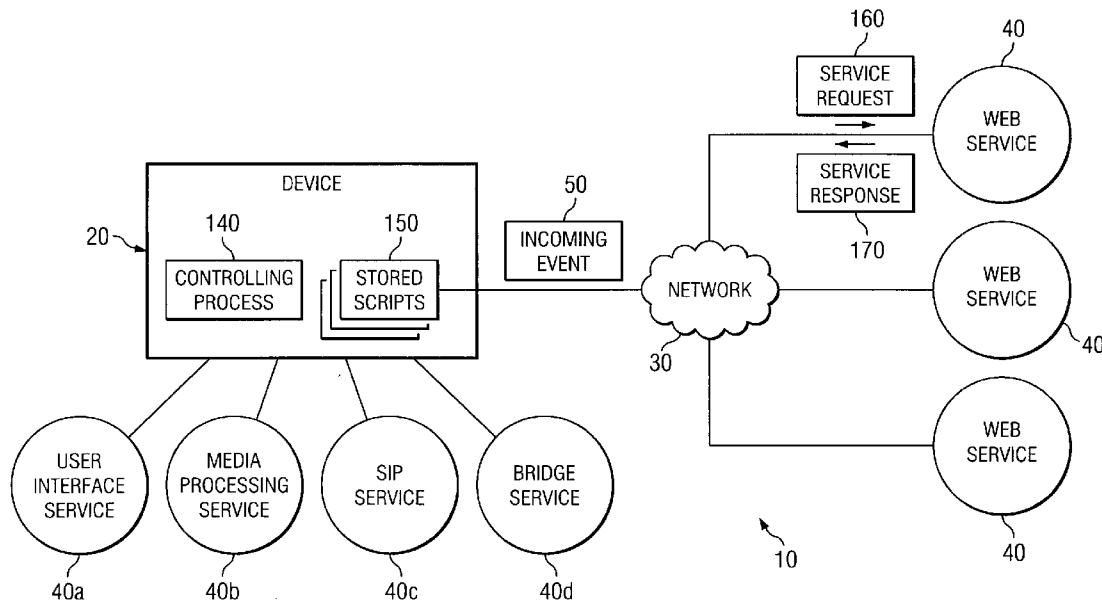 160
40
SERVICE
REQUEST
WEB
SERVICE
SERVICE
RESPONSE
170
DEVICE
20
140
CONTROLLING
PROCESS
150
STORED
SCRIPTS
50
INCOMING
EVENT
NETWORK
30
WEB
SERVICE
40
WEB
SERVICE
40
USER
INTERFACE
SERVICE
40a
MEDIA
PROCESSING
SERVICE
40b
SIP
SERVICE
40c
BRIDGE
SERVICE
40d
10